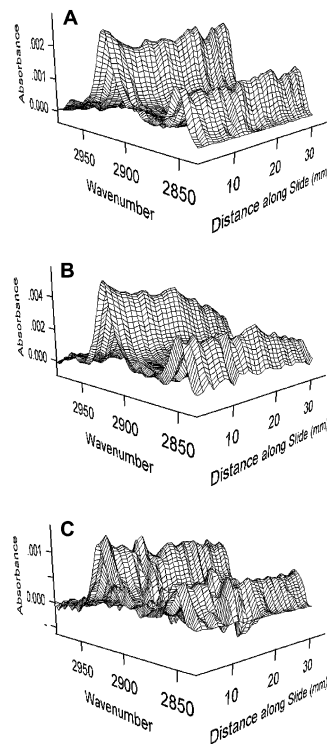 A
Absorbance
.002
.001
0.000
2950
2900
2850
Wavenumber
10
20
30
Distance along Slide (mm)
B
Absorbance
.004
.002
0.000
2950
2900
2850
Wavenumber
10
20
30
Distance along Slide (mm)
C
Absorbance
.001
0.000
-
2950
2900
2850
Wavenumber
10
20
30
Distance along Slide (mm)